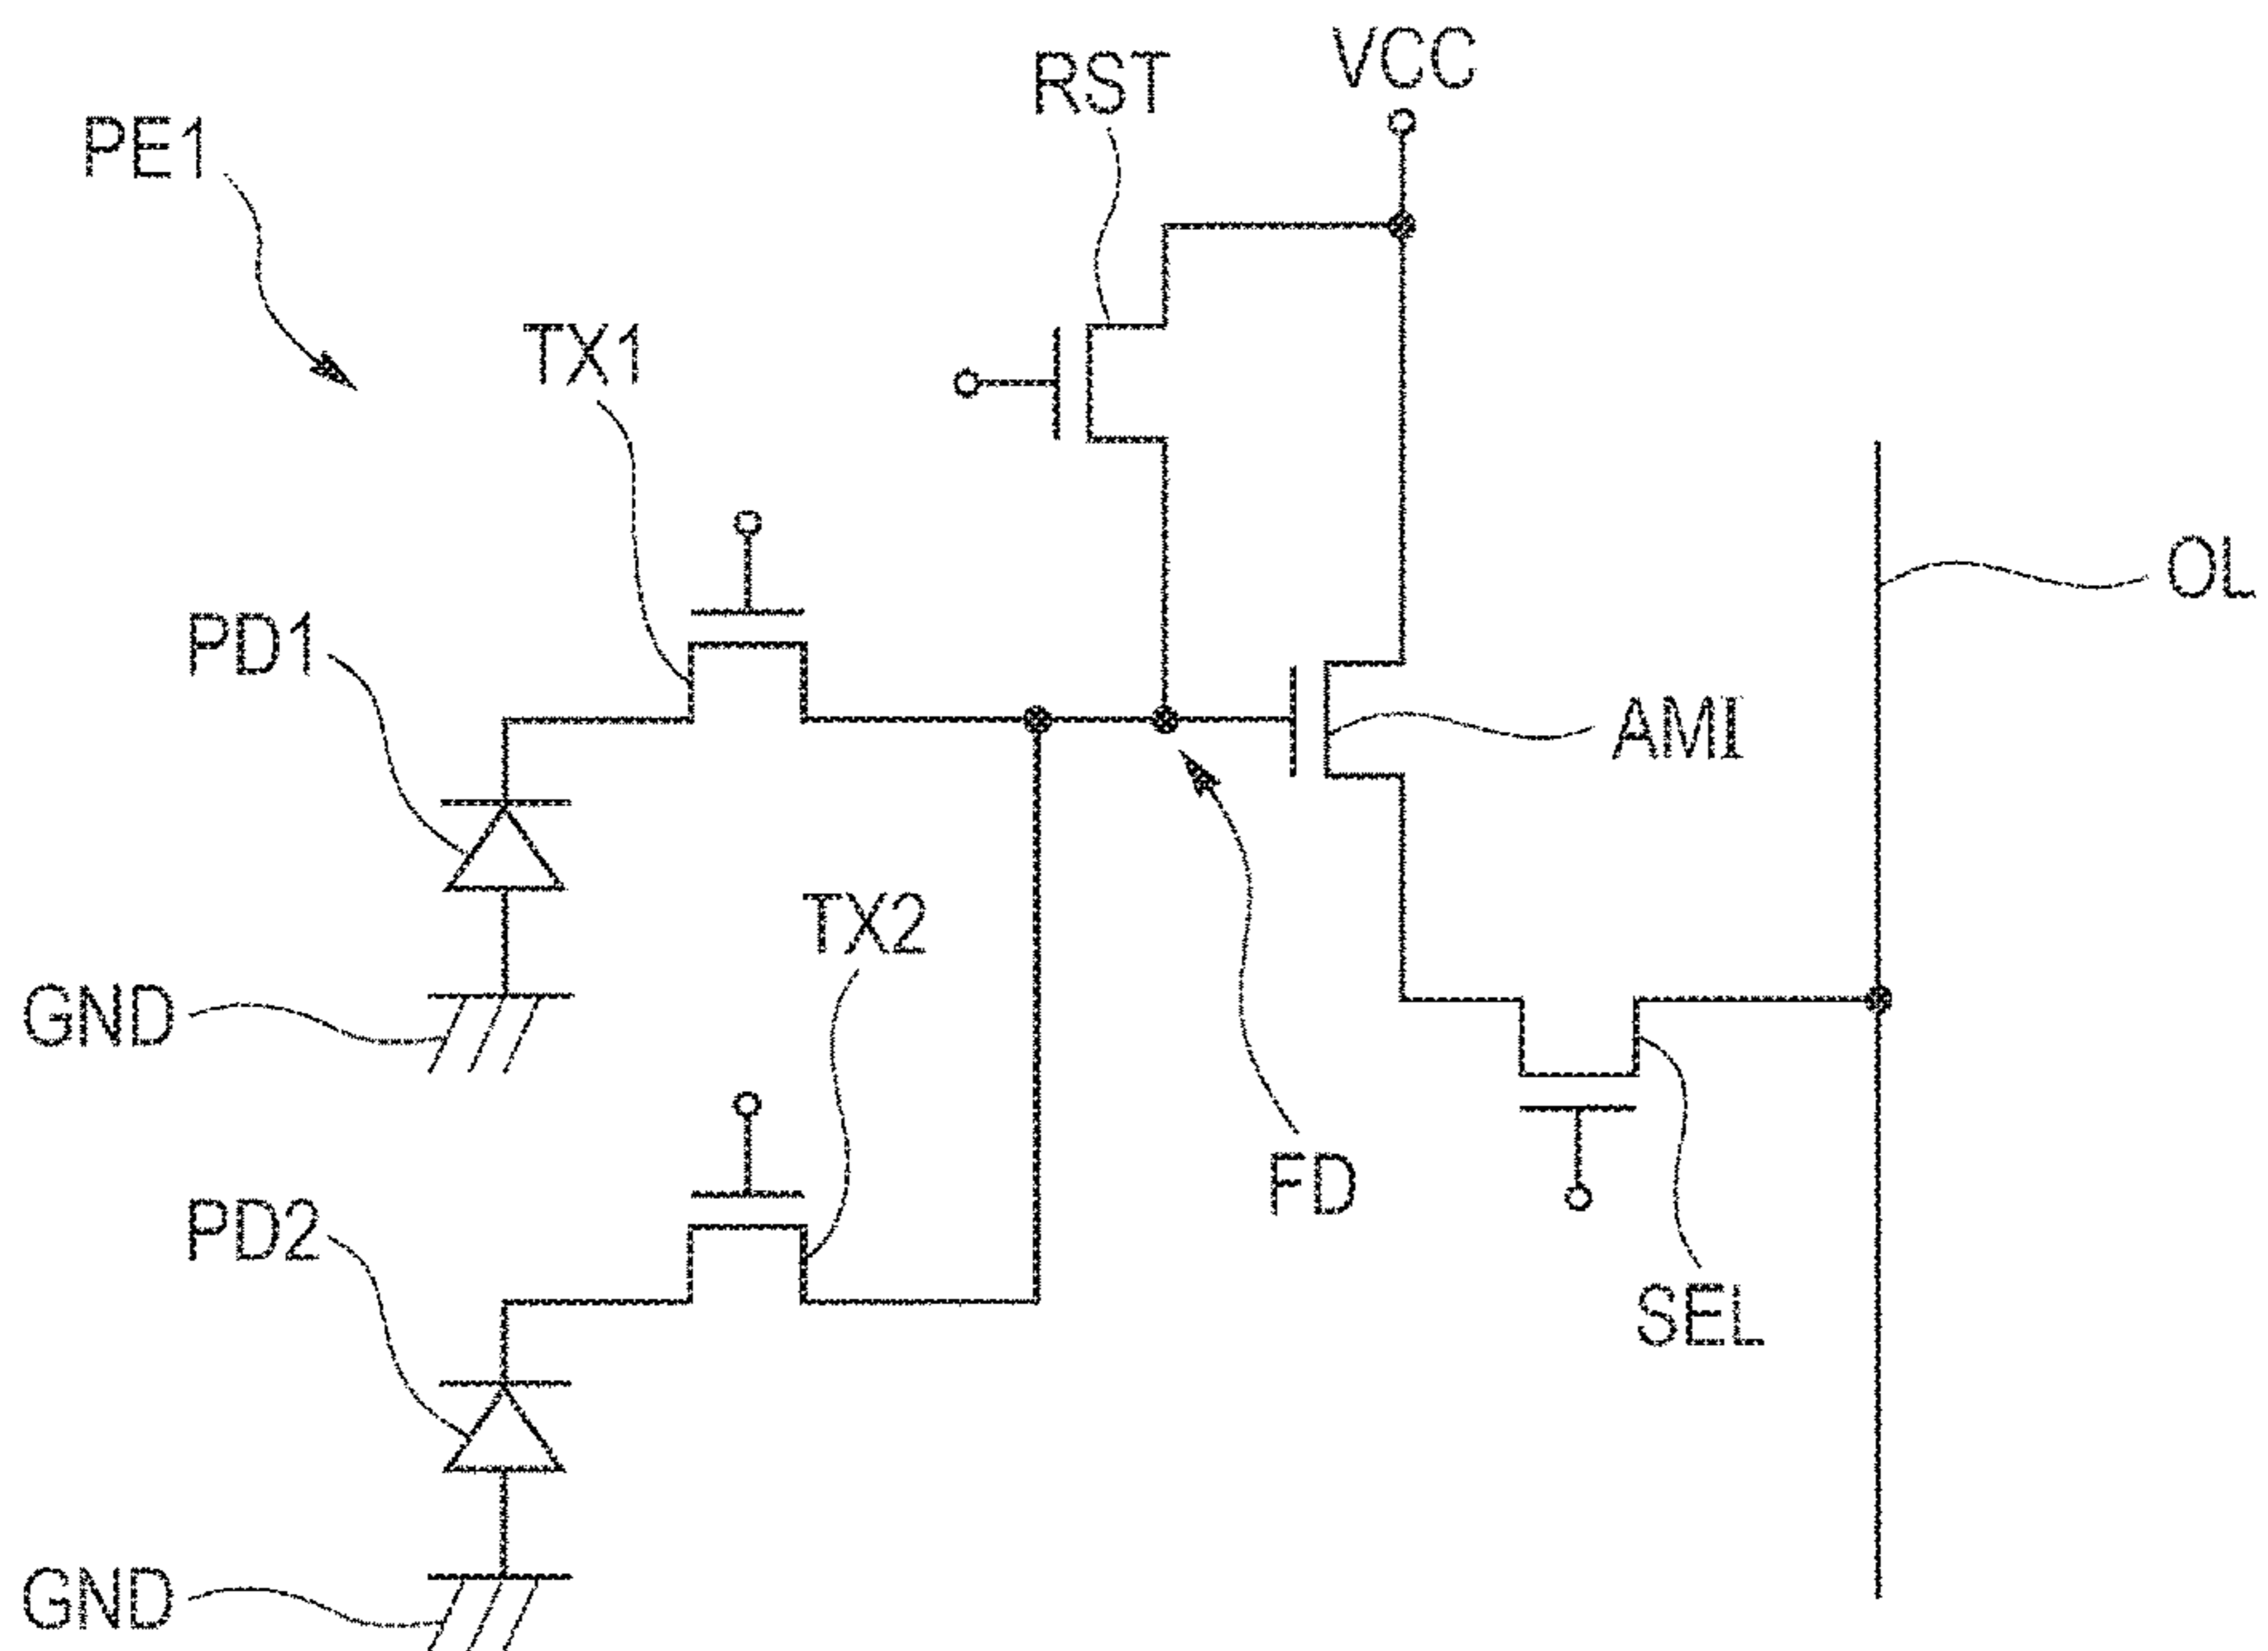 VCC
RST
PE1
TX1
OL
PD1
AMI
TX2
GND
FD
PD2
SEL
GND